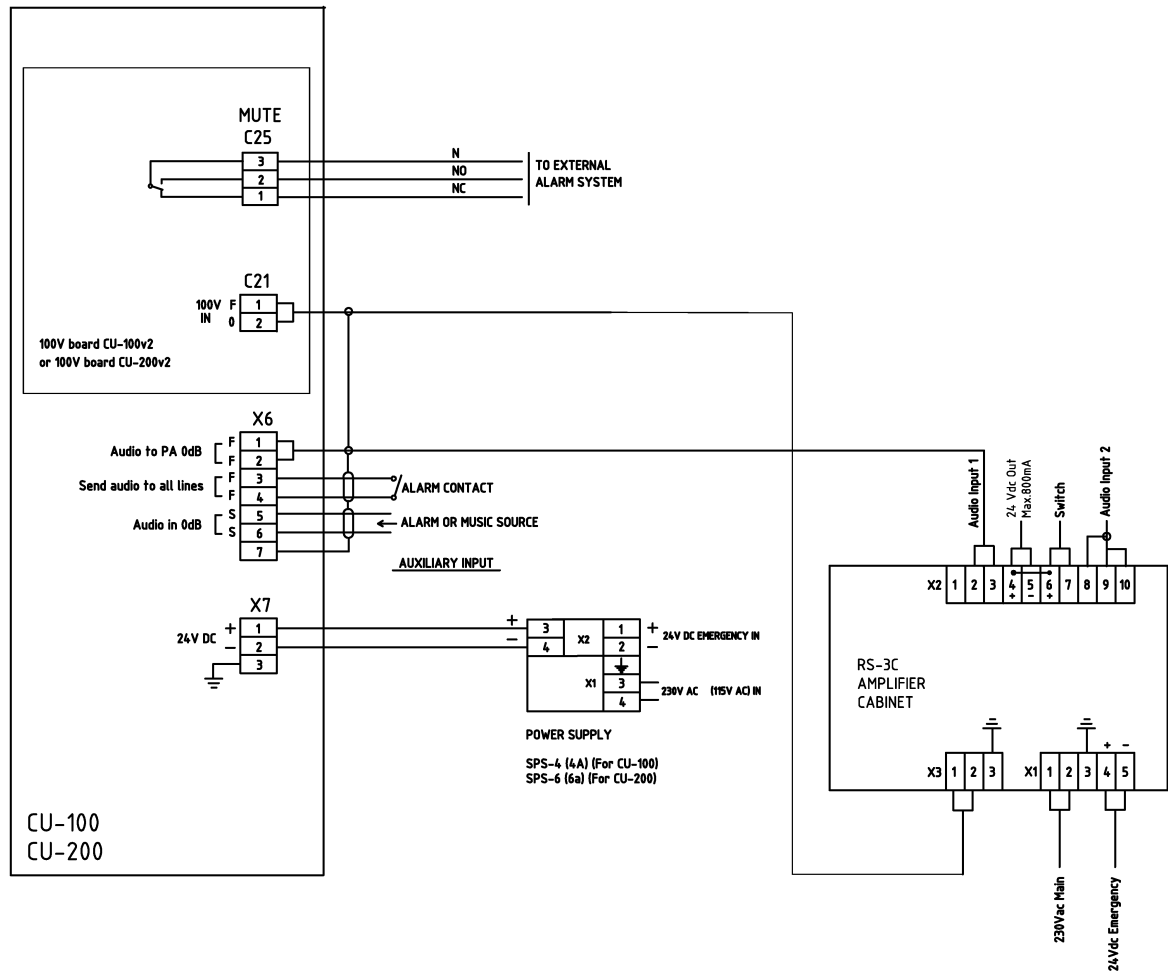 MUTE
C25
3
2
1
N
NO
NC
TO EXTERNAL
ALARM SYSTEM
C21
100V F
IN 0
1
2
100V board CU-100v2
or 100V board CU-200v2
X6
Audio to PA 0dB
F 1
F 2
Send audio to all lines
F 3
F 4
ALARM CONTACT
Audio in 0dB
S 5
S 6
7
ALARM OR MUSIC SOURCE
AUXILIARY INPUT
X7
24V DC
+ 1
- 2
3
+
-
3 X2 1
4 2
+ 24V DC EMERGENCY IN
-
X1 3
4
230V AC (115V AC) IN
POWER SUPPLY
SPS-4 (4A) (For CU-100)
SPS-6 (6a) (For CU-200)
CU-100
CU-200
Audio Input 1
24 Vdc Out
Max.800mA
Switch
Audio Input 2
X2 1 2 3 4 5 6 7 8 9 10
+ - +
RS-3C
AMPLIFIER
CABINET
+ -
X3 1 2 3
X1 1 2 3 4 5
230Vac Main
24Vdc Emergency